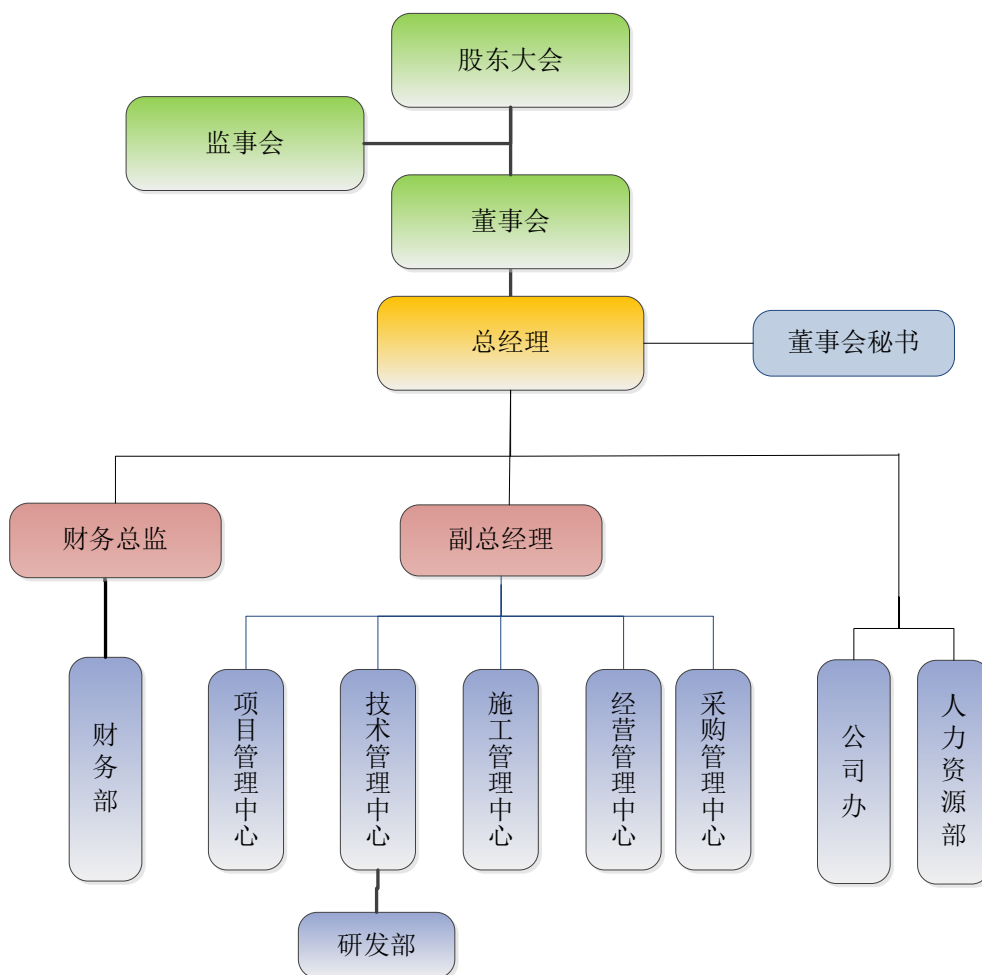 股东大会
监事会
董事会
总经理
董事会秘书
财务总监
副总经理
财务部
项目管理中心
技术管理中心
施工管理中心
经营管理中心
采购管理中心
公司办
人力资源部
研发部